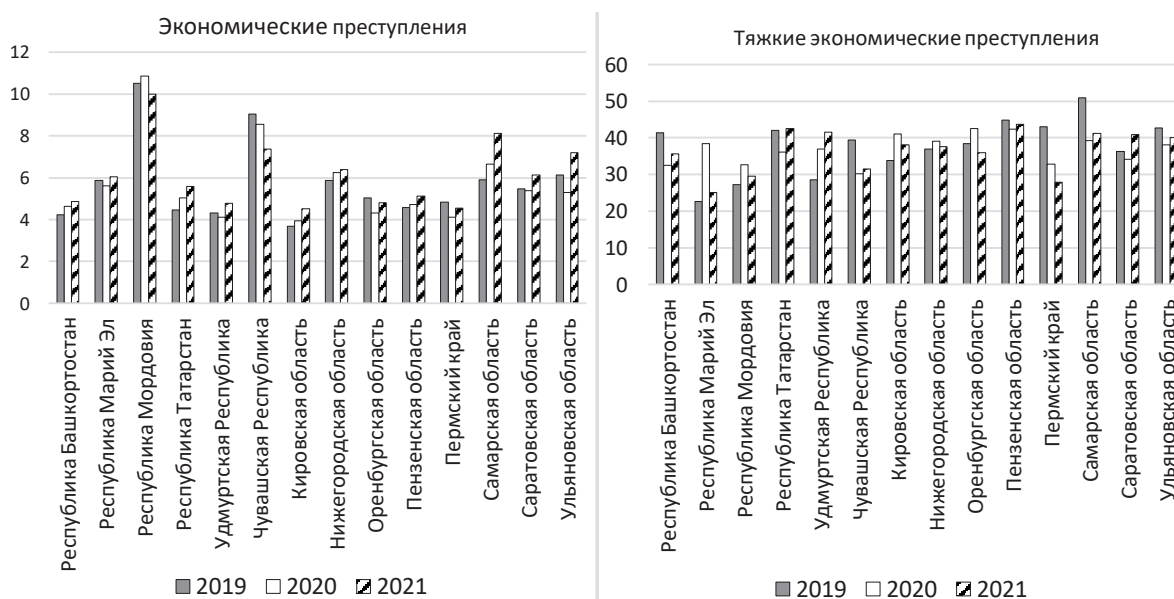 Экономические преступления
12
10
8
6
4
2
0
Республика Башкортостан
Республика Марий Эл
Республика Мордовия
Республика Татарстан
Удмуртская Республика
Чувашская Республика
Кировская область
Нижегородская область
Оренбургская область
Пензенская область
Пермский край
Самарская область
Саратовская область
Ульяновская область
2019 2020 2021
Тяжкие экономические преступления
60
50
40
30
20
10
0
Республика Башкортостан
Республика Марий Эл
Республика Мордовия
Республика Татарстан
Удмуртская Республика
Чувашская Республика
Кировская область
Нижегородская область
Оренбургская область
Пензенская область
Пермский край
Самарская область
Саратовская область
Ульяновская область
2019 2020 2021